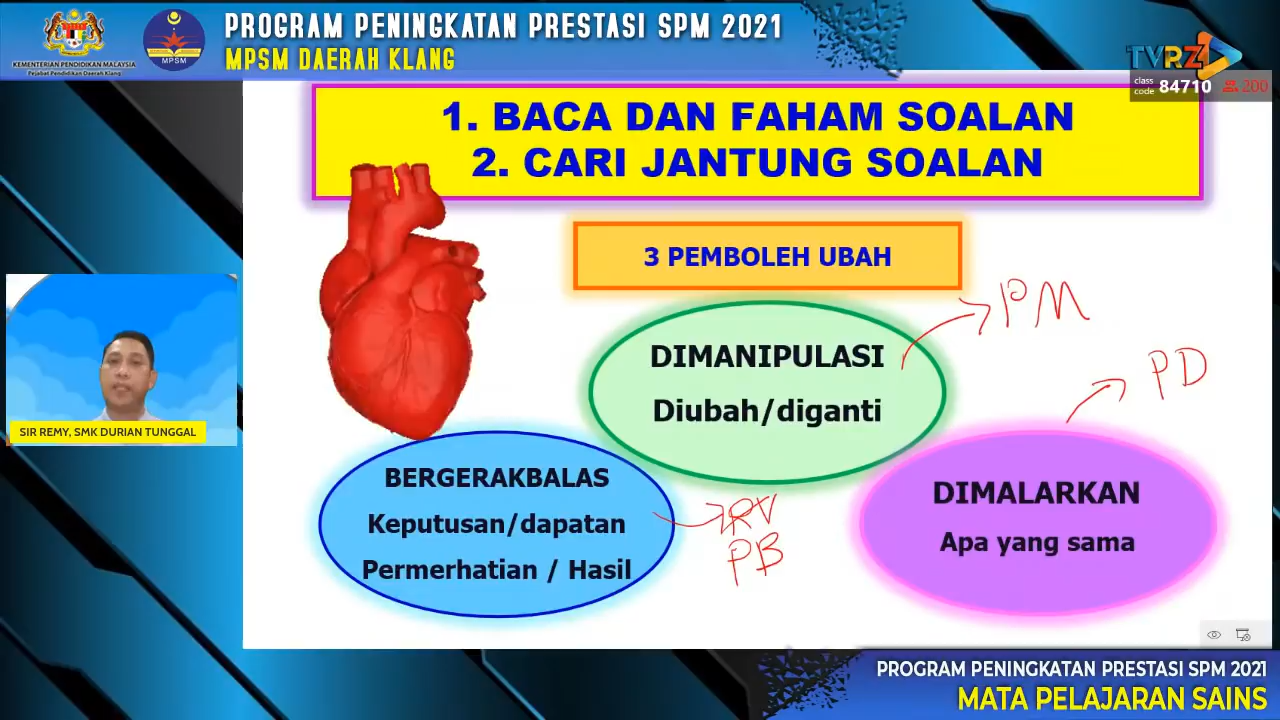 PROGRAM PENINGKATAN PRESTASI SPM 2021
MPSM DAERAH KLANG
KEMENTERIAN PENDIDIKAN MALAYSIA
Pejabat Pendidikan Daerah Klang
MPSM
TVRZ
class code 84710
200
1. BACA DAN FAHAM SOALAN
2. CARI JANTUNG SOALAN
3 PEMBOLEH UBAH
DIMANIPULASI
Diubah/diganti
PM
BERGERAKBALAS
Keputusan/dapatan
Permerhatian / Hasil
RV
PB
DIMALARKAN
Apa yang sama
PD
SIR REMY, SMK DURIAN TUNGGAL
PROGRAM PENINGKATAN PRESTASI SPM 2021
MATA PELAJARAN SAINS